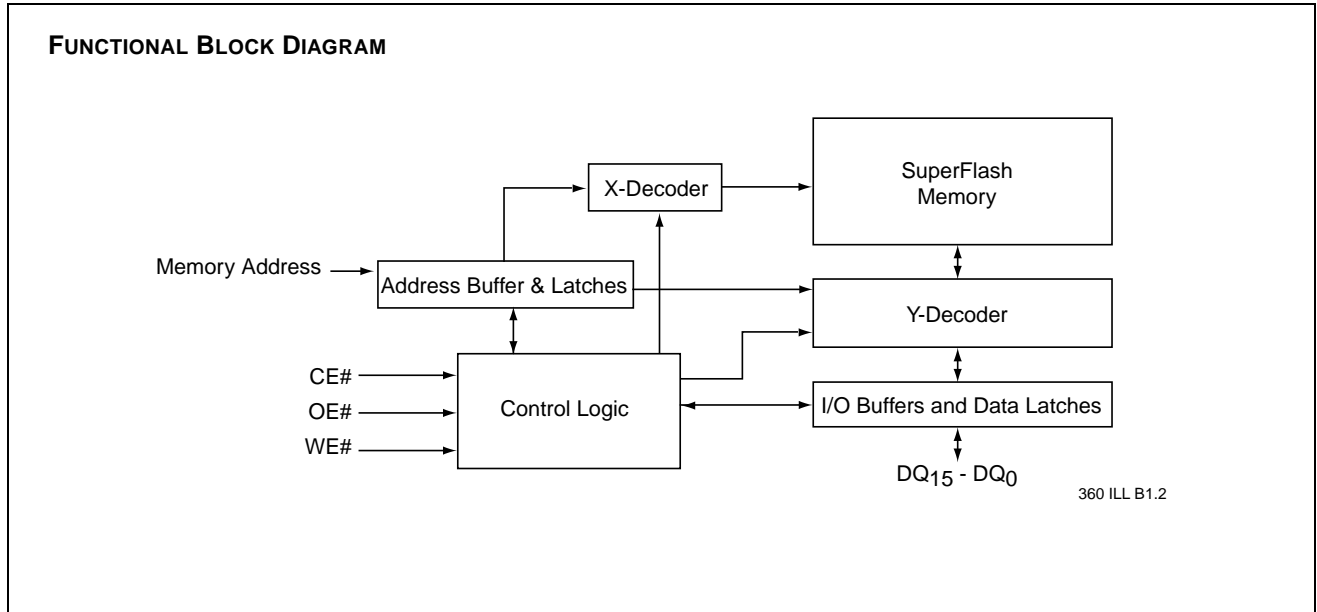 FUNCTIONAL BLOCK DIAGRAM
SuperFlash
Memory
X-Decoder
Memory Address
Address Buffer & Latches
Y-Decoder
CE#
OE#
WE#
Control Logic
I/O Buffers and Data Latches
DQ15 - DQ0
360 ILL B1.2